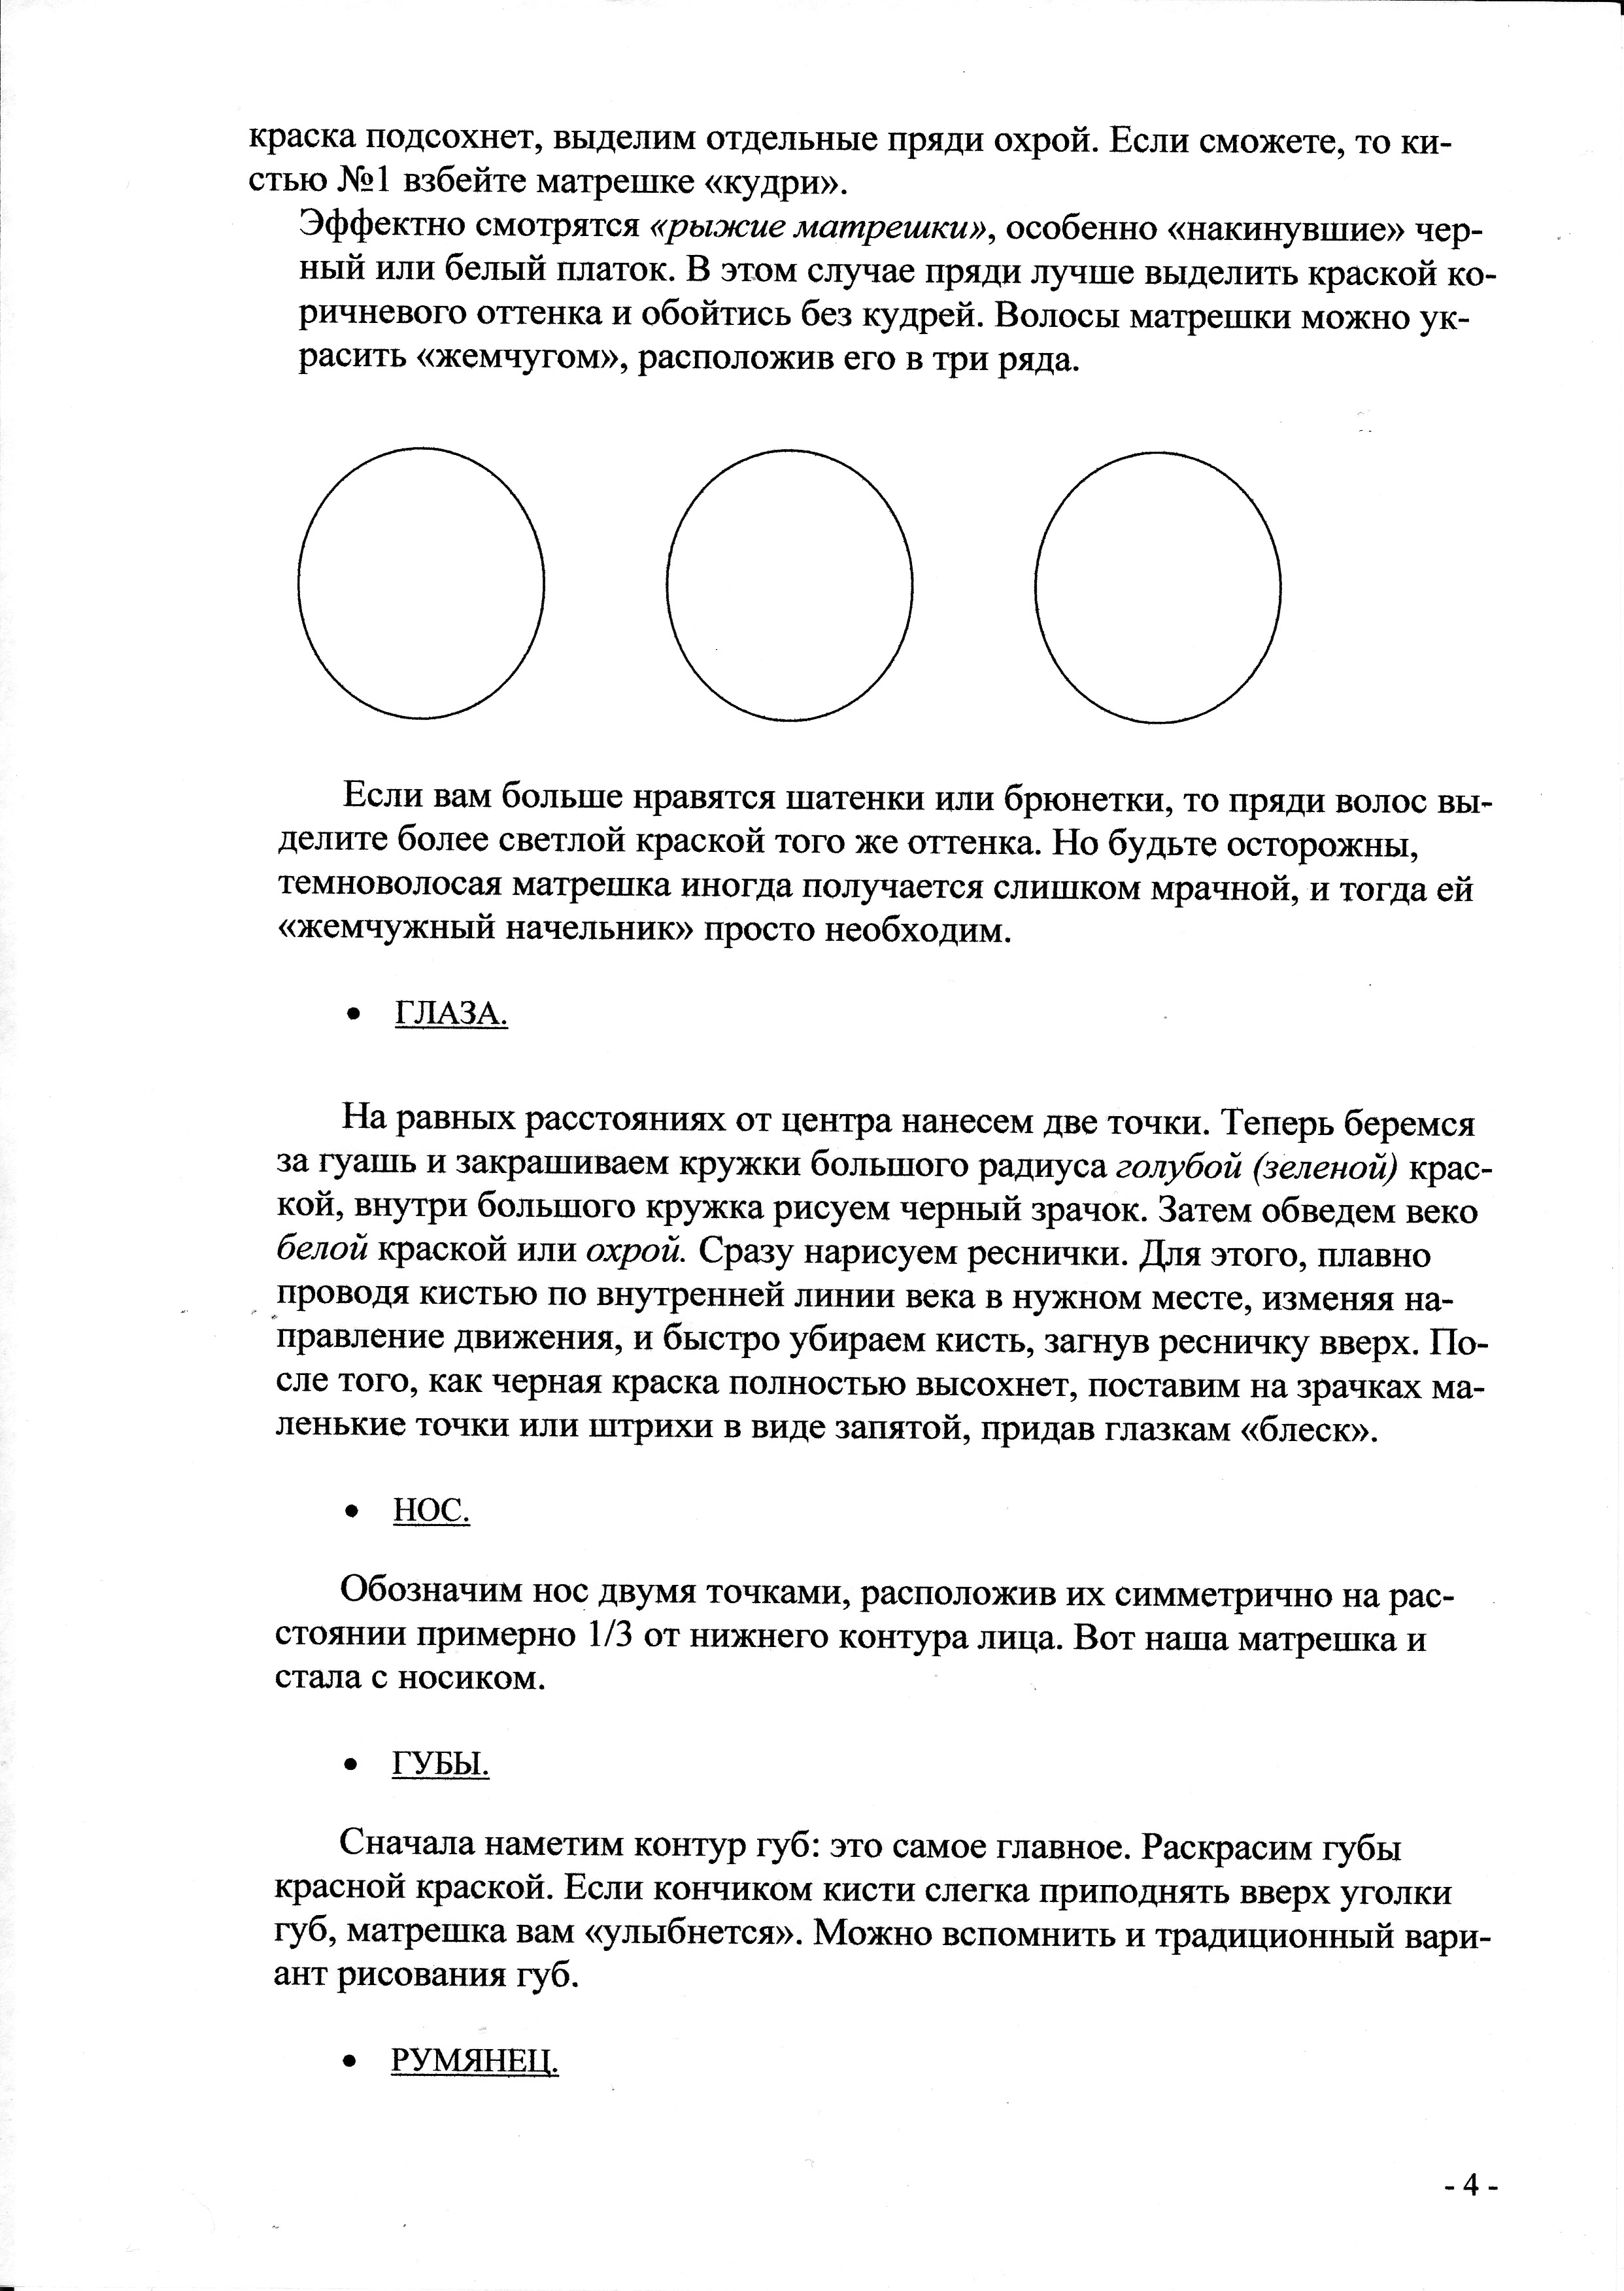 краска подсохнет, выделим отдельные пряди охрой. Если сможете, то ки-
стью №1 взбейте матрешке «кудри».
Эффектно смотрятся «рыжие матрешки», особенно «накинувшие» чер-
ный или белый платок. В этом случае пряди лучше выделить краской ко-
ричневого оттенка и обойтись без кудрей. Волосы матрешки можно ук-
расить «жемчугом», расположив его в три ряда.
Если вам больше нравятся шатенки или брюнетки, то пряди волос вы-
делите более светлой краской того же оттенка. Но будьте осторожны,
темноволосая матрешка иногда получается слишком мрачной, и тогда ей
«жемчужный начельник» просто необходим.
• ГЛАЗА.
На равных расстояниях от центра нанесем две точки. Теперь беремся
за гуашь и закрашиваем кружки большого радиуса голубой (зеленой) крас-
кой, внутри большого кружка рисуем черный зрачок. Затем обведем веко
белой краской или охрой. Сразу нарисуем реснички. Для этого, плавно
проводя кистью по внутренней линии века в нужном месте, изменяя на-
правление движения, и быстро убираем кисть, загнув ресничку вверх. По-
сле того, как черная краска полностью высохнет, поставим на зрачках ма-
ленькие точки или штрихи в виде запятой, придав глазкам «блеск».
• НОС.
Обозначим нос двумя точками, расположив их симметрично на рас-
стоянии примерно 1/3 от нижнего контура лица. Вот наша матрешка и
стала с носиком.
• ГУБЫ.
Сначала наметим контур губ: это самое главное. Раскрасим губы
красной краской. Если кончиком кисти слегка приподнять вверх уголки
губ, матрешка вам «улыбнется». Можно вспомнить и традиционный вари-
ант рисования губ.
• РУМЯНЕЦ.
- 4 -